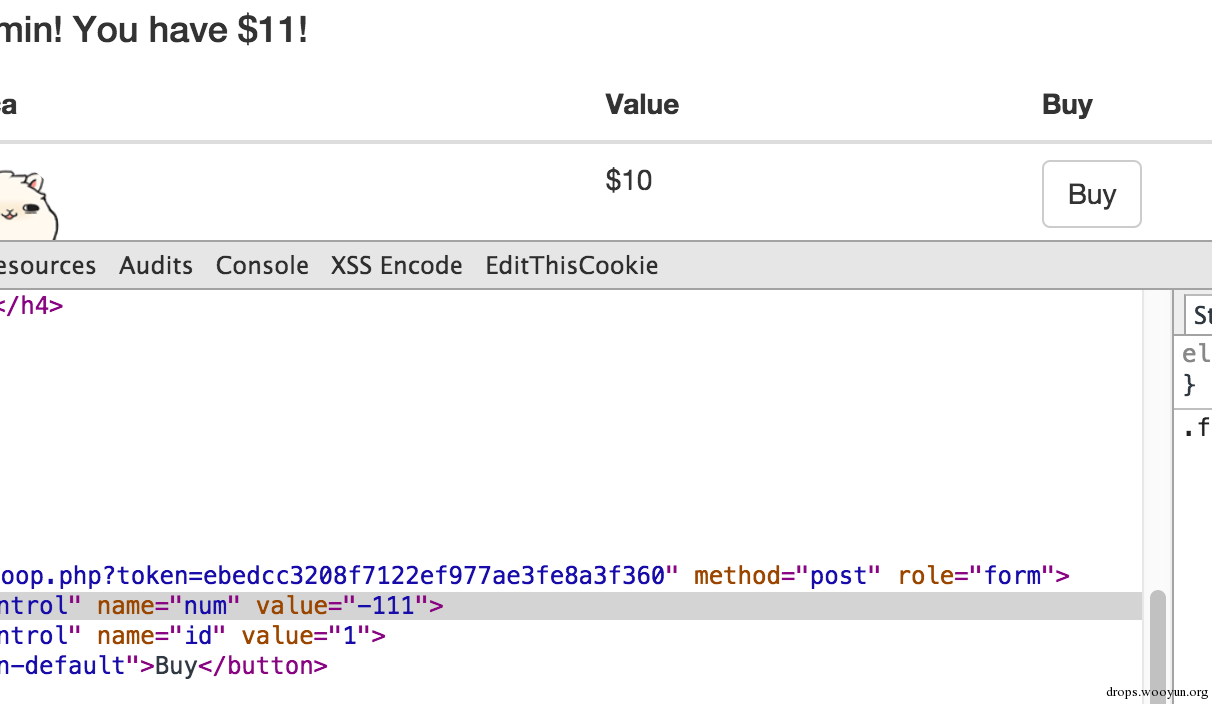 min! You have $11!
ca Value Buy
$10 Buy
esources Audits Console XSS Encode EditThisCookie
</h4>
St
el
}
.f
oop.php?token=ebedcc3208f7122ef977ae3fe8a3f360" method="post" role="form">
ntrol" name="num" value="-111">
ntrol" name="id" value="1">
n-default">Buy</button>
drops.wooyun.org